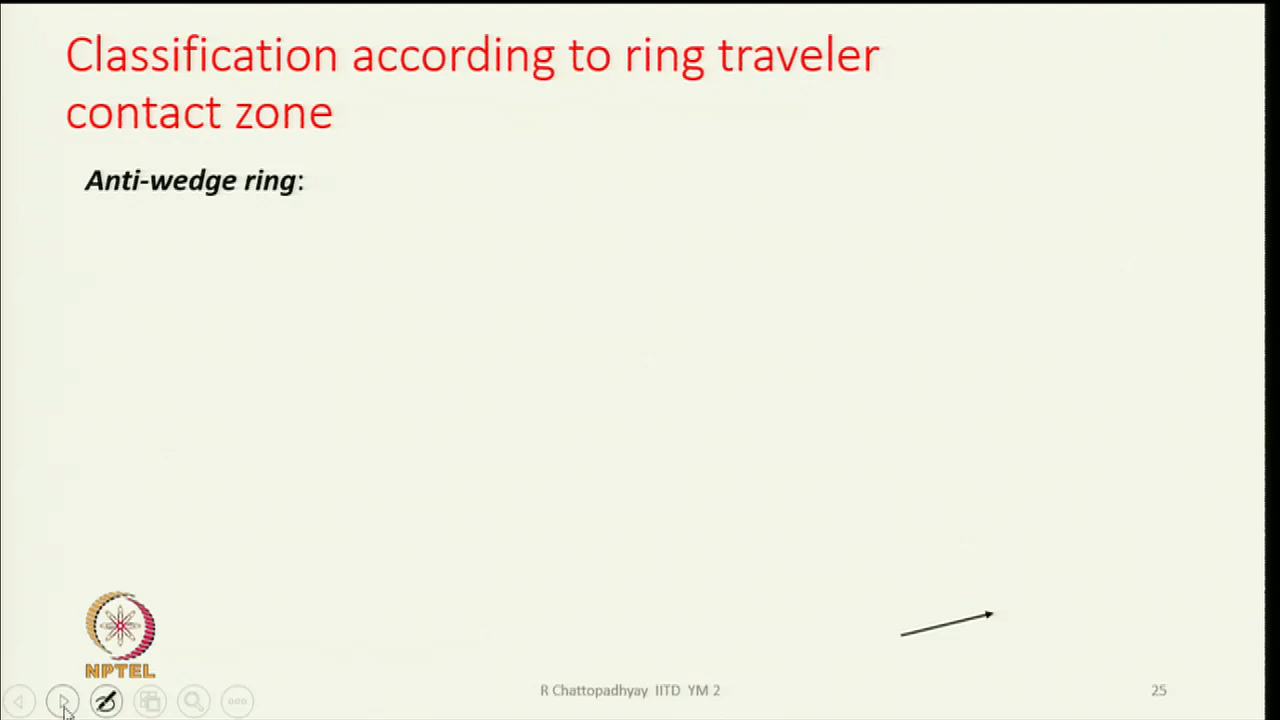 Classification according to ring traveler
contact zone
Anti-wedge ring:
NPTEL
R Chattopadhyay IITD YM 2
25